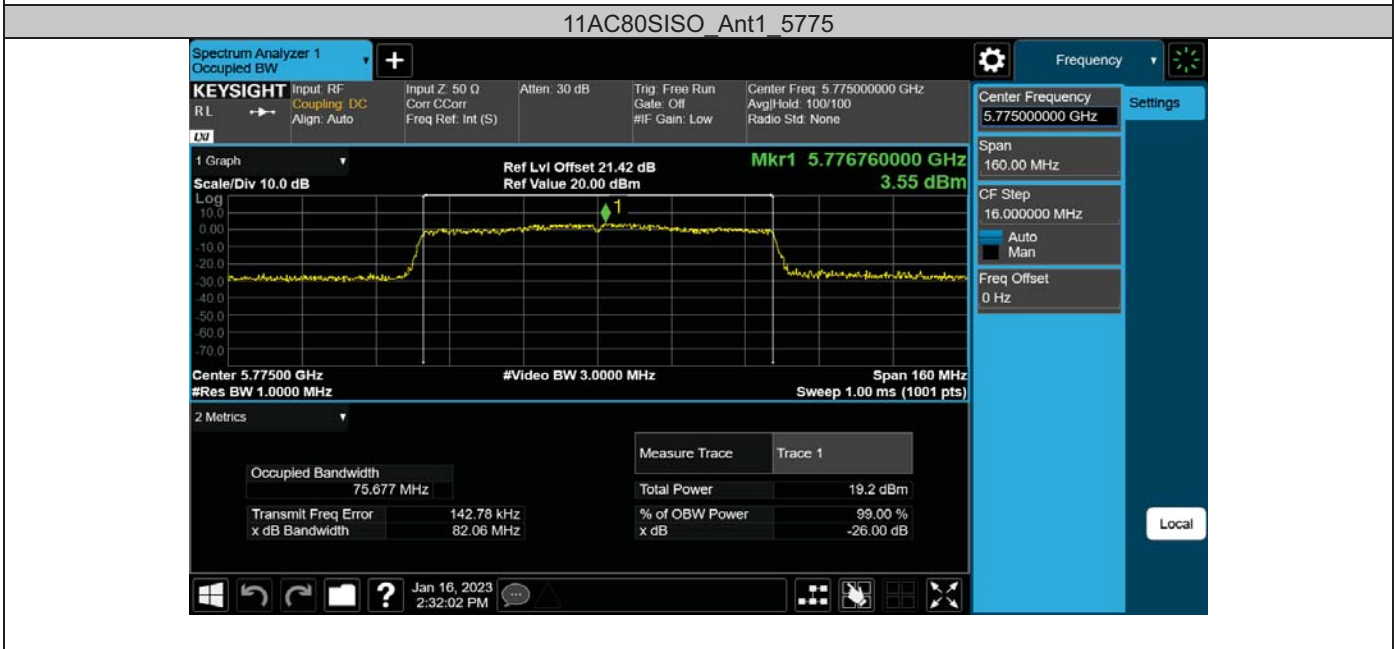 11AC80SISO_Ant1_5775
Spectrum Analyzer 1
Occupied BW
+
Frequency
KEYSIGHT
RL
LXI
Input: RF
Coupling: DC
Align: Auto
Input Z: 50 Ω
Corr CCorr
Freq Ref: Int (S)
Atten: 30 dB
Trig: Free Run
Gate: Off
#IF Gain: Low
Center Freq: 5.775000000 GHz
Avg|Hold: 100/100
Radio Std: None
Center Frequency
5.775000000 GHz
Settings
Span
160.00 MHz
CF Step
16.000000 MHz
Auto
Man
Freq Offset
0 Hz
Local
1 Graph
Scale/Div 10.0 dB
Ref Lvl Offset 21.42 dB
Ref Value 20.00 dBm
Mkr1 5.776760000 GHz
3.55 dBm
Log
1
10.0
0.00
-10.0
-20.0
-30.0
-40.0
-50.0
-60.0
-70.0
Center 5.77500 GHz
#Res BW 1.0000 MHz
#Video BW 3.0000 MHz
Span 160 MHz
Sweep 1.00 ms (1001 pts)
2 Metrics
Measure Trace Trace 1
Occupied Bandwidth
75.677 MHz
Total Power 19.2 dBm
Transmit Freq Error 142.78 kHz
% of OBW Power 99.00 %
x dB Bandwidth 82.06 MHz
x dB -26.00 dB
?
Jan 16, 2023
2:32:02 PM